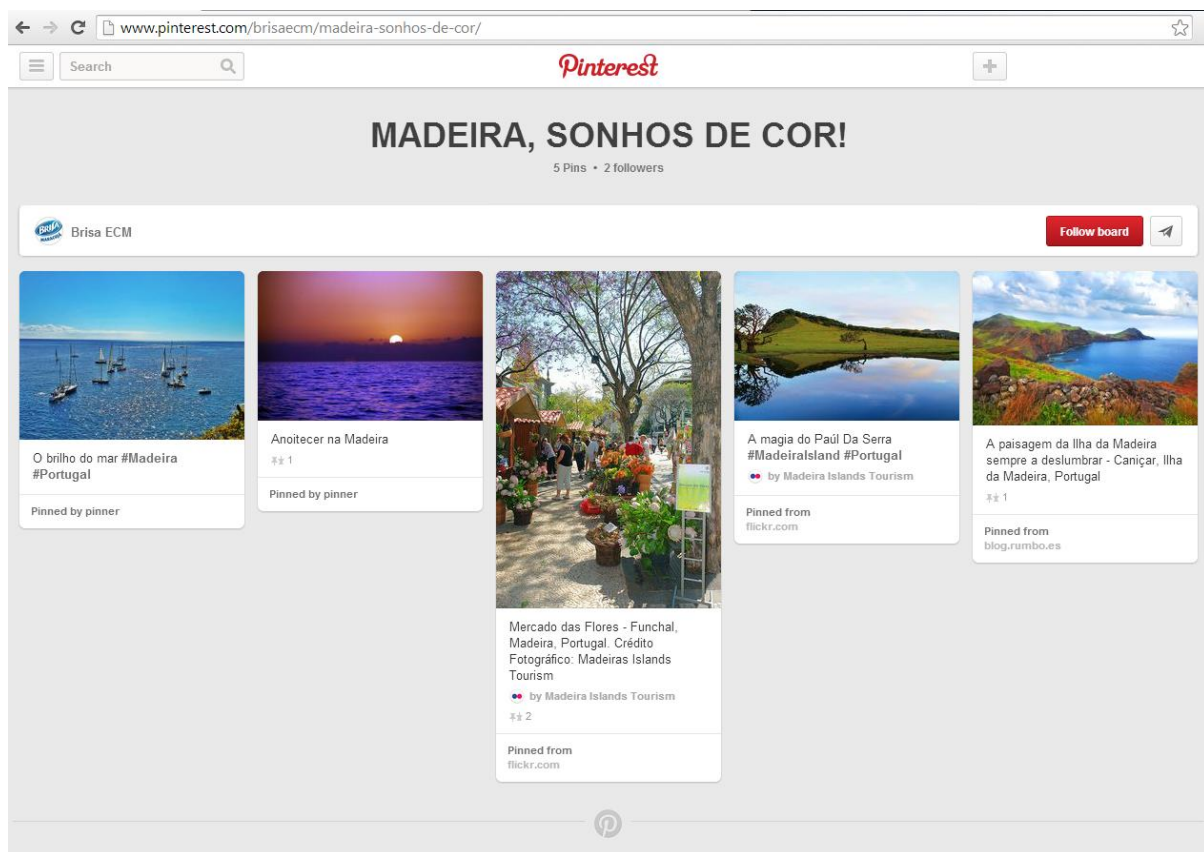 www.pinterest.com/brisaecm/madeira-sonhos-de-cor/
Search
Pinterest
MADEIRA, SONHOS DE COR!
5 Pins • 2 followers
BRISA
Brisa ECM
Follow board
O brilho do mar #Madeira
#Portugal
Pinned by pinner
Anoitecer na Madeira
1
Pinned by pinner
Mercado das Flores - Funchal,
Madeira, Portugal. Crédito
Fotográfico: Madeiras Islands
Tourism
by Madeira Islands Tourism
2
Pinned from
flickr.com
A magia do Paúl Da Serra
#MadeiraIsland #Portugal
by Madeira Islands Tourism
Pinned from
flickr.com
A paisagem da Ilha da Madeira
sempre a deslumbrar - Caniçar, Ilha
da Madeira, Portugal
1
Pinned from
blog.rumbo.es